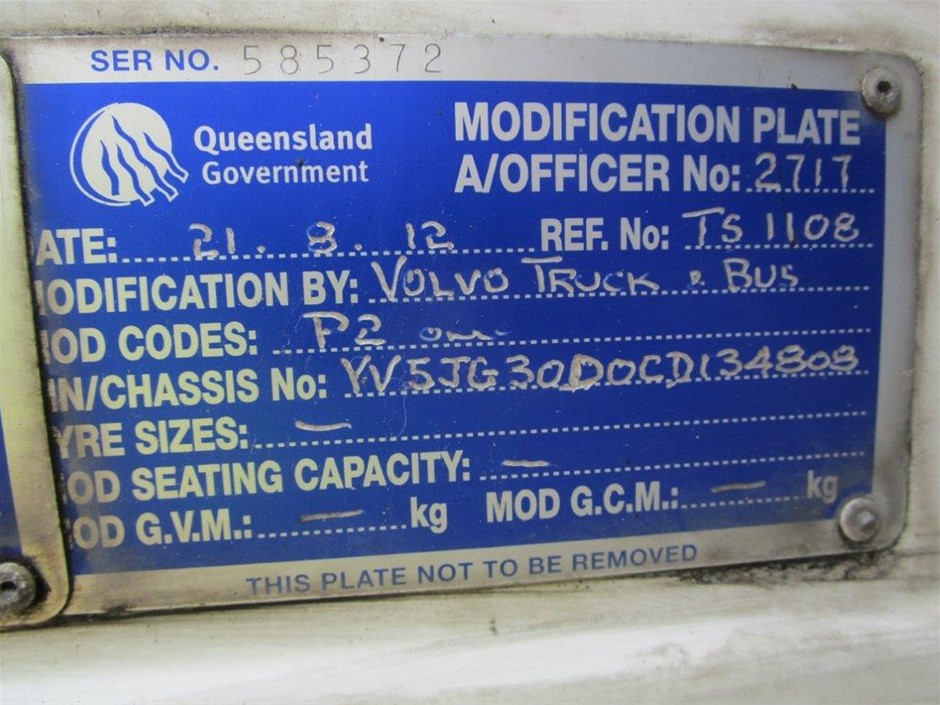 SER NO. 585372
Queensland
Government
MODIFICATION PLATE
A/OFFICER No: 2717
ATE: 21.8.12 REF. No: TS 1108
ODIFICATION BY: VOLVO TRUCK & BUS
OD CODES: P2
N/CHASSIS No: YV5JG30D0CD134808
YRE SIZES: —
OD SEATING CAPACITY: —
OD G.V.M.: — kg MOD G.C.M.: — kg
THIS PLATE NOT TO BE REMOVED